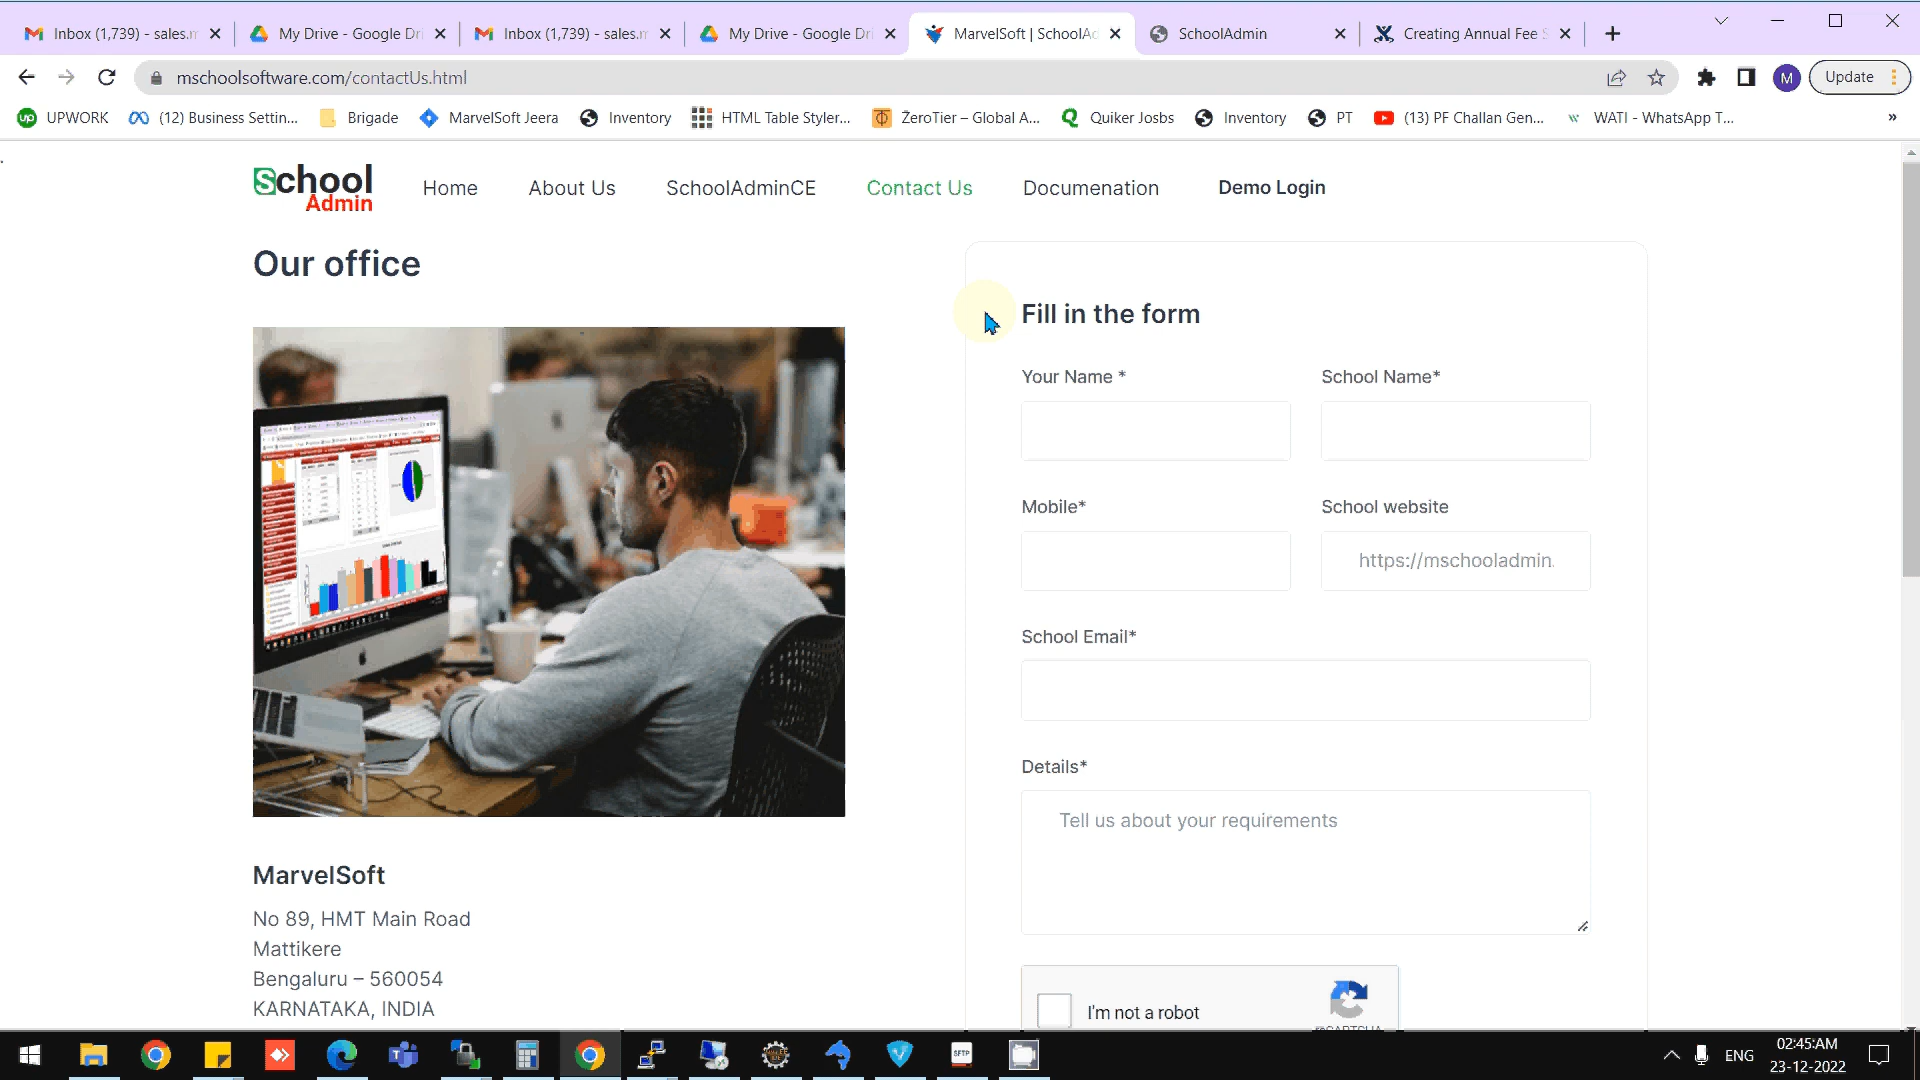 Inbox (1,739) - sales.m
My Drive - Google Dri
Inbox (1,739) - sales.m
My Drive - Google Dri
MarvelSoft | SchoolAd
SchoolAdmin
Creating Annual Fee S
mschoolsoftware.com/contactUs.html
M
Update
up UPWORK
(12) Business Settin...
Brigade
MarvelSoft Jeera
Inventory
HTML Table Styler...
ŽeroTier – Global A...
Quiker Josbs
Inventory
PT
(13) PF Challan Gen...
WATI - WhatsApp T...
»
School
Admin
Home
About Us
SchoolAdminCE
Contact Us
Documenation
Demo Login
Our office
Fill in the form
Your Name *
School Name*
Mobile*
School website
https://mschooladmin.
School Email*
Details*
Tell us about your requirements
I'm not a robot
reCAPTCHA
MarvelSoft
No 89, HMT Main Road
Mattikere
Bengaluru – 560054
KARNATAKA, INDIA
SFTP
ENG
02:45:AM
23-12-2022